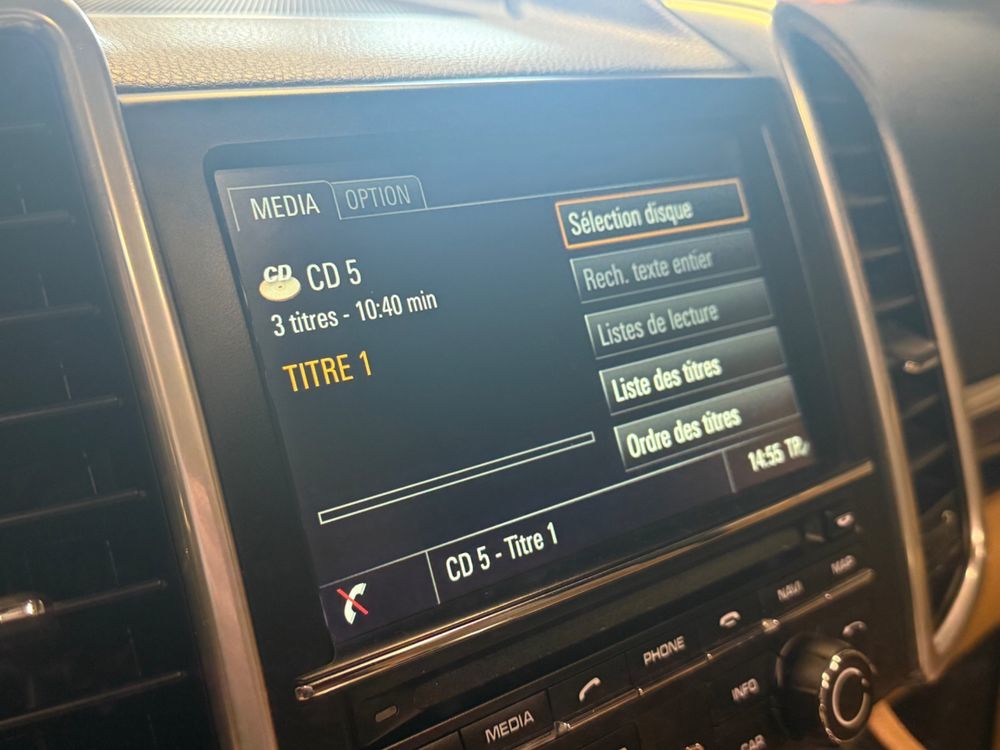 MEDIA OPTION
CD CD 5
3 titres - 10:40 min
TITRE 1
Sélection disque
Rech. texte entier
Listes de lecture
Liste des titres
Ordre des titres
14:55
CD 5 - Titre 1
MEDIA
PHONE
NAVI
MAP
INFO
CAR